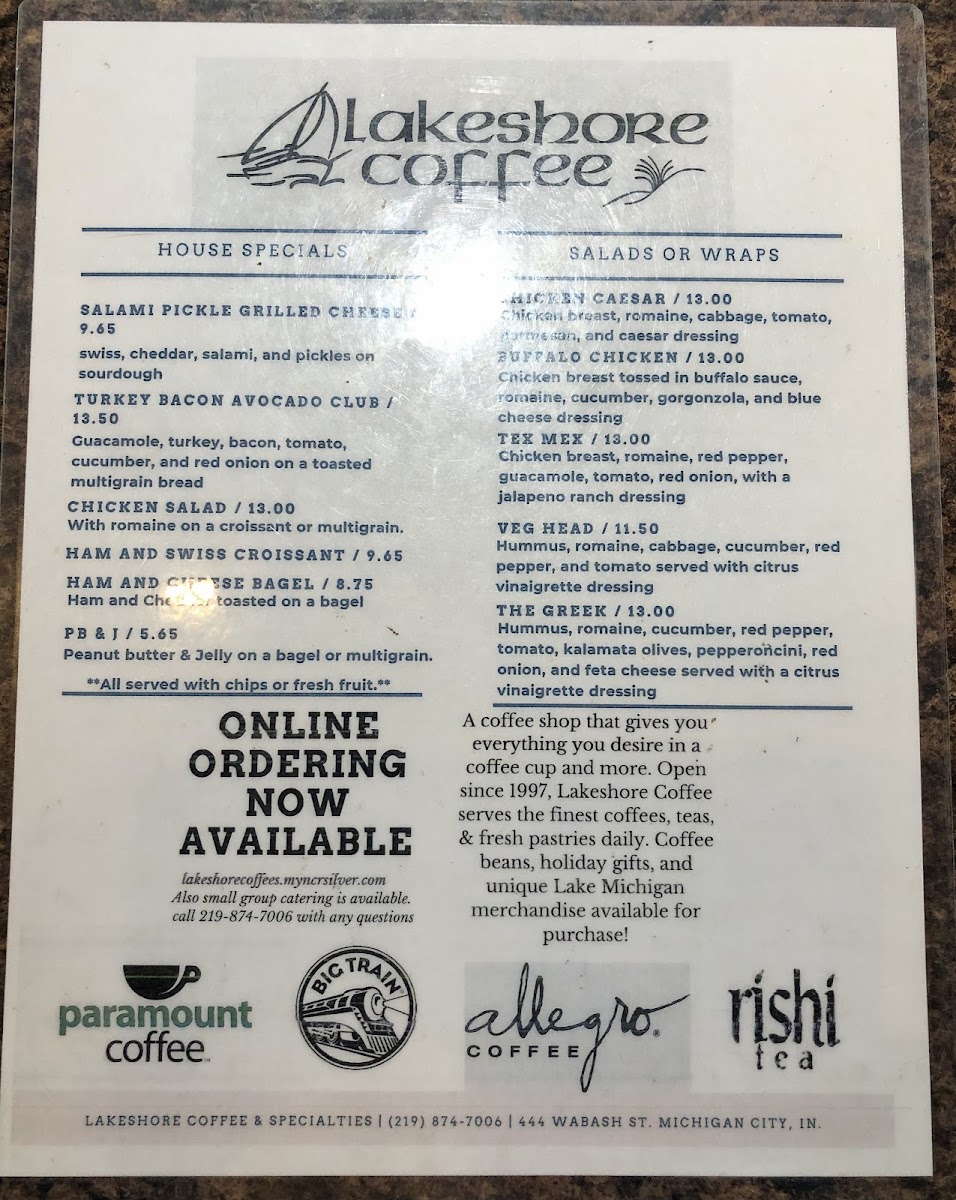 Lakeshore
coffee
HOUSE SPECIALS
SALAMI PICKLE GRILLED CHEESE /
9.65
swiss, cheddar, salami, and pickles on
sourdough
TURKEY BACON AVOCADO CLUB /
13.50
Guacamole, turkey, bacon, tomato,
cucumber, and red onion on a toasted
multigrain bread
CHICKEN SALAD / 13.00
With romaine on a croissant or multigrain.
HAM AND SWISS CROISSANT / 9.65
HAM AND CHEESE BAGEL / 8.75
Ham and toasted on a bagel
PB & J / 5.65
Peanut butter & Jelly on a bagel or multigrain.
**All served with chips or fresh fruit.**
SALADS OR WRAPS
CHICKEN CAESAR / 13.00
Chicken breast, romaine, cabbage, tomato,
parmesan, and caesar dressing
BUFFALO CHICKEN / 13.00
Chicken breast tossed in buffalo sauce,
romaine, cucumber, gorgonzola, and blue
cheese dressing
TEX MEX / 13.00
Chicken breast, romaine, red pepper,
guacamole, tomato, red onion, with a
jalapeno ranch dressing
VEG HEAD / 11.50
Hummus, romaine, cabbage, cucumber, red
pepper, and tomato served with citrus
vinaigrette dressing
THE GREEK / 13.00
Hummus, romaine, cucumber, red pepper,
tomato, kalamata olives, pepperoncini, red
onion, and feta cheese served with a citrus
vinaigrette dressing
ONLINE
ORDERING
NOW
AVAILABLE
lakeshorecoffees.myncrsilver.com
Also small group catering is available.
call 219-874-7006 with any questions
A coffee shop that gives you
everything you desire in a
coffee cup and more. Open
since 1997, Lakeshore Coffee
serves the finest coffees, teas,
& fresh pastries daily. Coffee
beans, holiday gifts, and
unique Lake Michigan
merchandise available for
purchase!
paramount
coffee™
BIG TRAIN®
allegro®
COFFEE
rishi
tea
LAKESHORE COFFEE & SPECIALTIES | (219) 874-7006 | 444 WABASH ST. MICHIGAN CITY, IN.